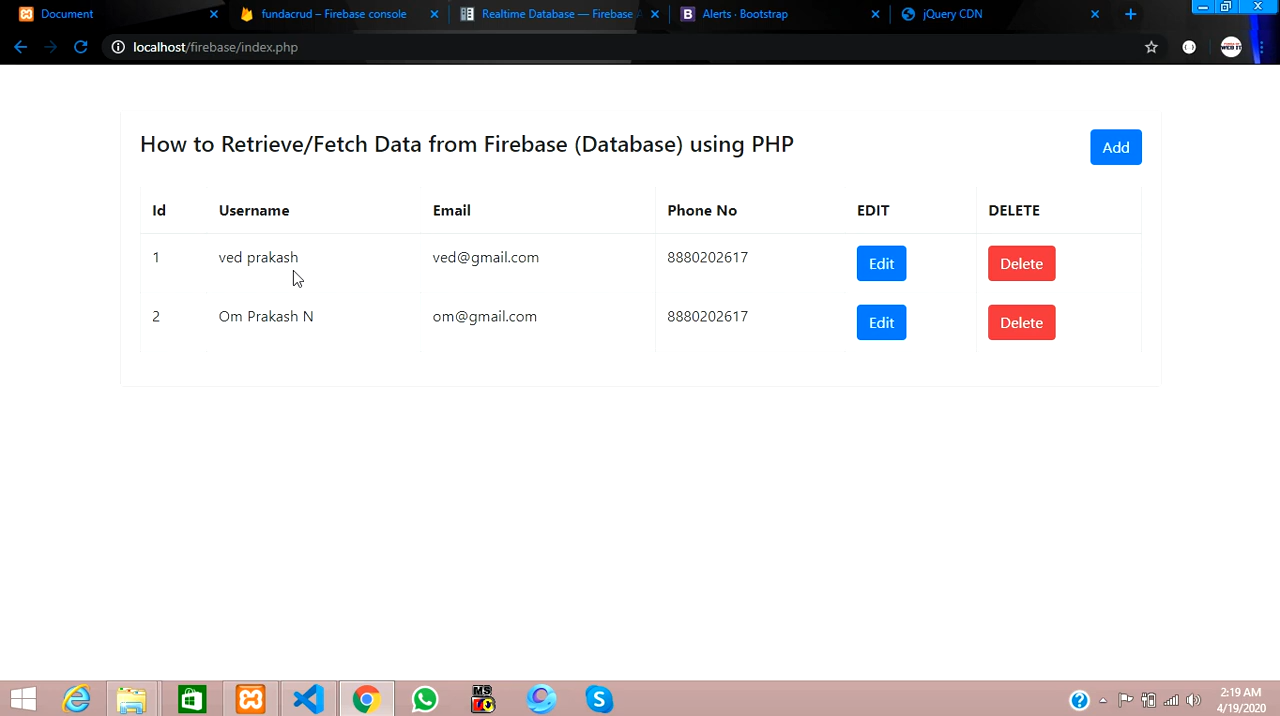 Document
fundacrud – Firebase console
Realtime Database — Firebase
Alerts · Bootstrap
jQuery CDN
localhost/firebase/index.php
How to Retrieve/Fetch Data from Firebase (Database) using PHP
Add
Id Username Email Phone No EDIT DELETE
1 ved prakash ved@gmail.com 8880202617 Edit Delete
2 Om Prakash N om@gmail.com 8880202617 Edit Delete
2:19 AM
4/19/2020